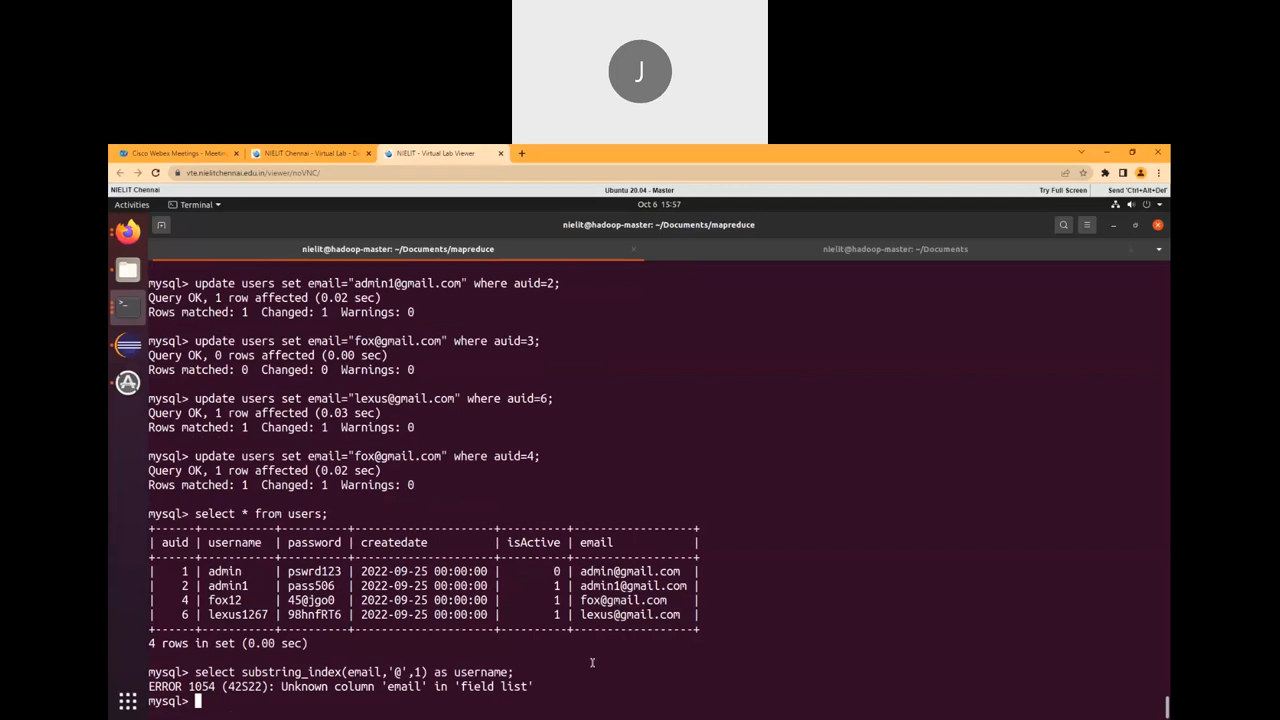 J
Cisco Webex Meetings - Meetin
NIELIT Chennai - Virtual Lab - D
NIELIT - Virtual Lab Viewer
vte.nielitchennai.edu.in/viewer/noVNC/
NIELIT Chennai
Ubuntu 20.04 - Master
Try Full Screen
Send 'Ctrl+Alt+Del'
Activities
Terminal
Oct 6 15:57
nielit@hadoop-master: ~/Documents/mapreduce
nielit@hadoop-master: ~/Documents/mapreduce
nielit@hadoop-master: ~/Documents
mysql> update users set email="admin1@gmail.com" where auid=2;
Query OK, 1 row affected (0.02 sec)
Rows matched: 1  Changed: 1  Warnings: 0
mysql> update users set email="fox@gmail.com" where auid=3;
Query OK, 0 rows affected (0.00 sec)
Rows matched: 0  Changed: 0  Warnings: 0
mysql> update users set email="lexus@gmail.com" where auid=6;
Query OK, 1 row affected (0.03 sec)
Rows matched: 1  Changed: 1  Warnings: 0
mysql> update users set email="fox@gmail.com" where auid=4;
Query OK, 1 row affected (0.02 sec)
Rows matched: 1  Changed: 1  Warnings: 0
mysql> select * from users;
+------+-----------+----------+---------------------+----------+------------------+
| auid | username  | password | createdate          | isActive | email            |
+------+-----------+----------+---------------------+----------+------------------+
|    1 | admin     | pswrd123 | 2022-09-25 00:00:00 |        0 | admin@gmail.com  |
|    2 | admin1    | pass506  | 2022-09-25 00:00:00 |        1 | admin1@gmail.com |
|    4 | fox12     | 45@jgo0  | 2022-09-25 00:00:00 |        1 | fox@gmail.com    |
|    6 | lexus1267 | 98hnfRT6 | 2022-09-25 00:00:00 |        1 | lexus@gmail.com  |
+------+-----------+----------+---------------------+----------+------------------+
4 rows in set (0.00 sec)
mysql> select substring_index(email,'@',1) as username;
ERROR 1054 (42S22): Unknown column 'email' in 'field list'
mysql>